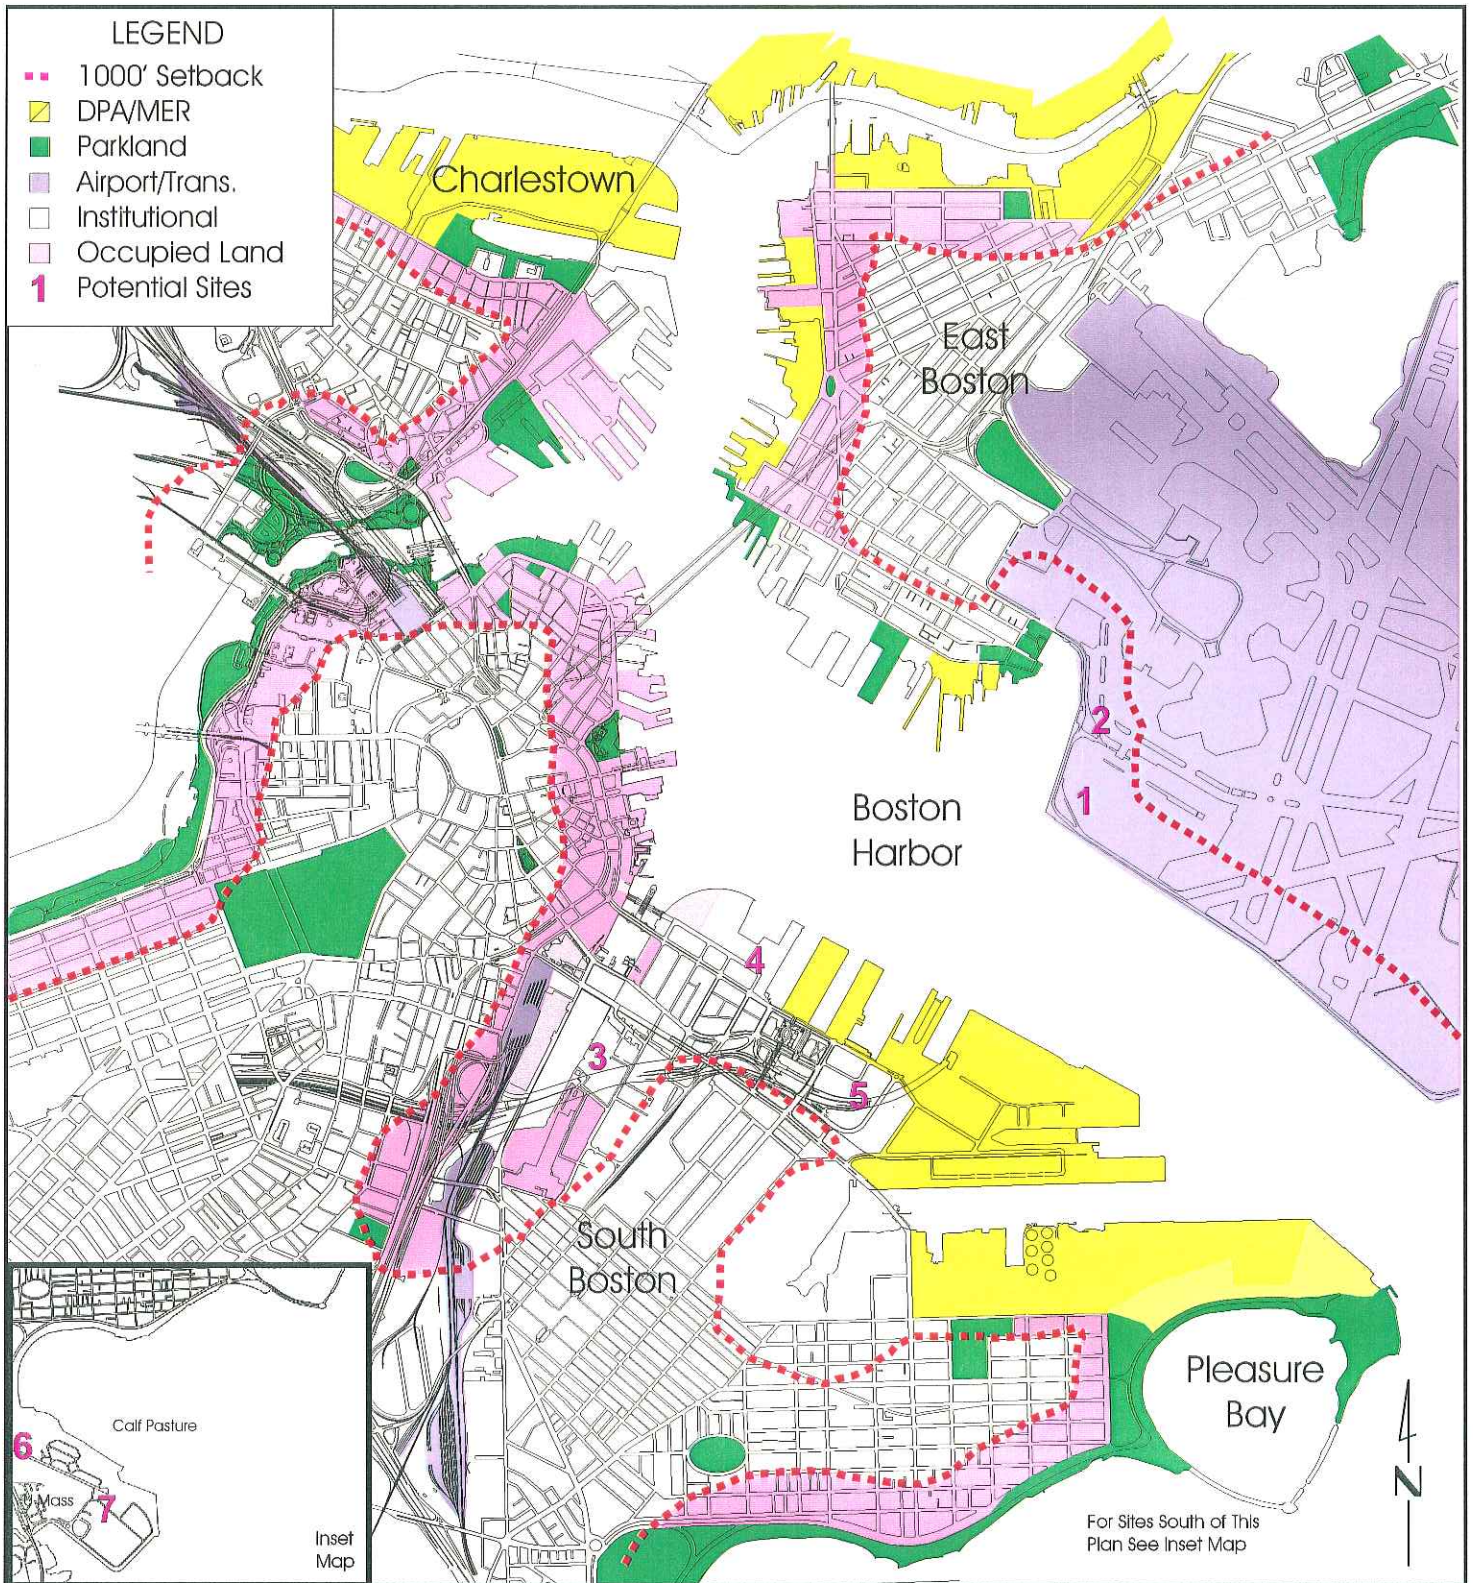 LEGEND
1000' Setback
DPA/MER
Parkland
Airport/Trans.
Institutional
Occupied Land
1 Potential Sites
Charlestown
East
Boston
2
1
Boston
Harbor
4
3
5
South
Boston
Pleasure
Bay
Calf Pasture
6
U-Mass
7
Inset
Map
For Sites South of This
Plan See Inset Map
N